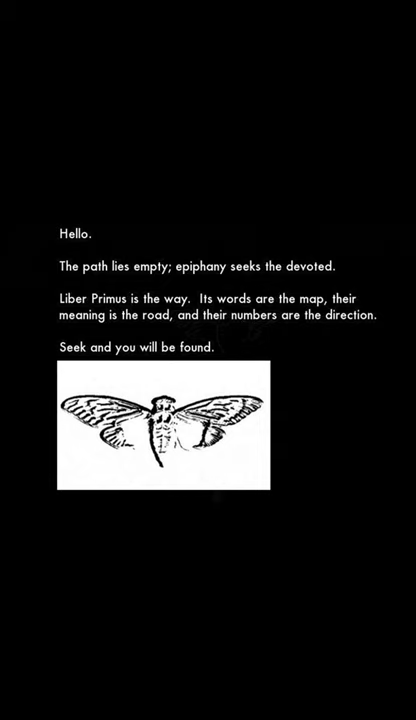 Hello.
The path lies empty; epiphany seeks the devoted.
Liber Primus is the way.  Its words are the map, their
meaning is the road, and their numbers are the direction.
Seek and you will be found.